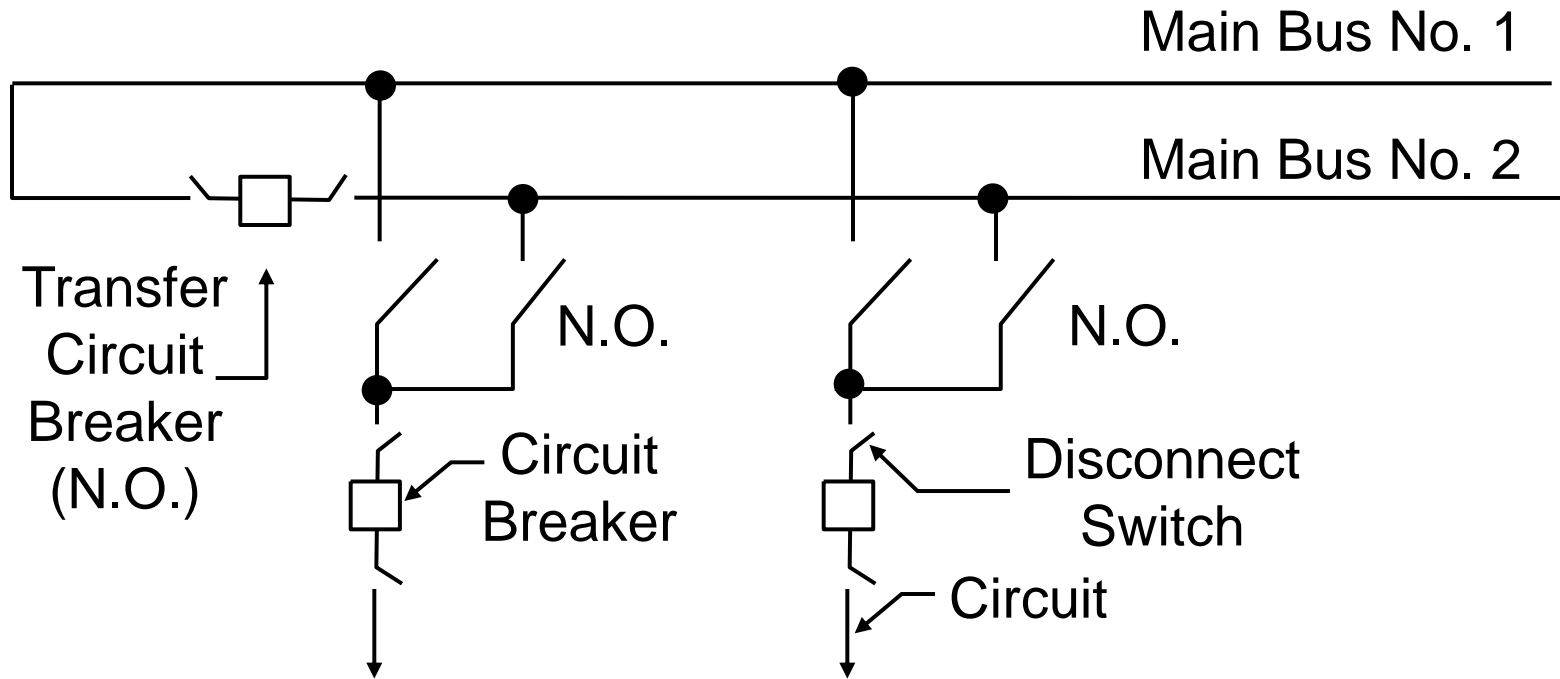 Main Bus No. 1
Main Bus No. 2
Transfer
Circuit
Breaker
(N.O.)
N.O.
N.O.
Circuit
Breaker
Disconnect
Switch
Circuit